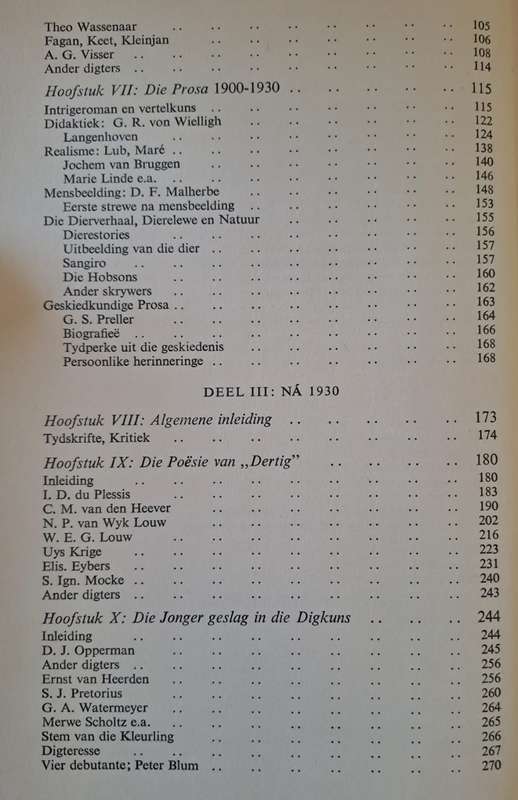 Theo Wassenaar .. .. .. .. .. .. .. .. 105
Fagan, Keet, Kleinjan .. .. .. .. .. .. .. 106
A. G. Visser .. .. .. .. .. .. .. .. .. 108
Ander digters .. .. .. .. .. .. .. .. .. 114
Hoofstuk VII: Die Prosa 1900-1930 .. .. .. .. .. 115
Intrigeroman en vertelkuns .. .. .. .. .. .. .. 115
Didaktiek: G. R. von Wielligh .. .. .. .. .. .. 122
Langenhoven .. .. .. .. .. .. .. .. 124
Realisme: Lub, Maré .. .. .. .. .. .. .. .. 138
Jochem van Bruggen .. .. .. .. .. .. .. 140
Marie Linde e.a. .. .. .. .. .. .. .. .. 146
Mensbeelding: D. F. Malherbe .. .. .. .. .. .. 148
Eerste strewe na mensbeelding .. .. .. .. .. .. 153
Die Dierverhaal, Dierelewe en Natuur .. .. .. .. .. 155
Dierestories .. .. .. .. .. .. .. .. 156
Uitbeelding van die dier .. .. .. .. .. .. .. 157
Sangiro .. .. .. .. .. .. .. .. .. 157
Die Hobsons .. .. .. .. .. .. .. .. 160
Ander skrywers .. .. .. .. .. .. .. .. 162
Geskiedkundige Prosa .. .. .. .. .. .. .. .. 163
G. S. Preller .. .. .. .. .. .. .. .. 164
Biografieë .. .. .. .. .. .. .. .. .. 166
Tydperke uit die geskiedenis .. .. .. .. .. .. 168
Persoonlike herinneringe .. .. .. .. .. .. .. 168
DEEL III: NÁ 1930
Hoofstuk VIII: Algemene inleiding .. .. .. .. .. 173
Tydskrifte, Kritiek .. .. .. .. .. .. .. .. 174
Hoofstuk IX: Die Poësie van „Dertig” .. .. .. .. 180
Inleiding .. .. .. .. .. .. .. .. .. 180
I. D. du Plessis .. .. .. .. .. .. .. .. 183
C. M. van den Heever .. .. .. .. .. .. .. 190
N. P. van Wyk Louw .. .. .. .. .. .. .. 202
W. E. G. Louw .. .. .. .. .. .. .. .. 216
Uys Krige .. .. .. .. .. .. .. .. .. 223
Elis. Eybers .. .. .. .. .. .. .. .. .. 231
S. Ign. Mocke .. .. .. .. .. .. .. .. .. 240
Ander digters .. .. .. .. .. .. .. .. .. 243
Hoofstuk X: Die Jonger geslag in die Digkuns .. .. .. 244
Inleiding .. .. .. .. .. .. .. .. .. 244
D. J. Opperman .. .. .. .. .. .. .. .. 245
Ander digters .. .. .. .. .. .. .. .. .. 256
Ernst van Heerden .. .. .. .. .. .. .. .. 256
S. J. Pretorius .. .. .. .. .. .. .. .. 260
G. A. Watermeyer .. .. .. .. .. .. .. .. 264
Merwe Scholtz e.a. .. .. .. .. .. .. .. .. 265
Stem van die Kleurling .. .. .. .. .. .. .. 266
Digteresse .. .. .. .. .. .. .. .. .. 267
Vier debutante; Peter Blum .. .. .. .. .. .. .. 270